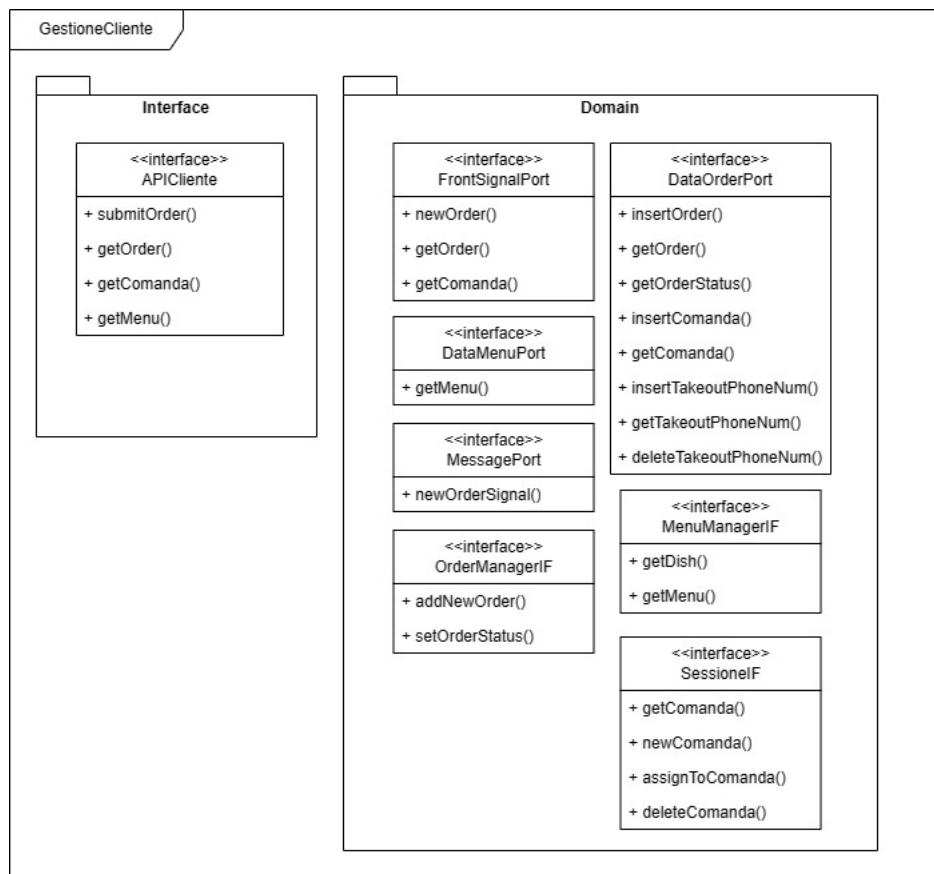 GestioneCliente
Interface
<<interface>>
APICliente
+ submitOrder()
+ getOrder()
+ getComanda()
+ getMenu()
Domain
<<interface>>
FrontSignalPort
+ newOrder()
+ getOrder()
+ getComanda()
<<interface>>
DataMenuPort
+ getMenu()
<<interface>>
MessagePort
+ newOrderSignal()
<<interface>>
OrderManagerIF
+ addNewOrder()
+ setOrderStatus()
<<interface>>
DataOrderPort
+ insertOrder()
+ getOrder()
+ getOrderStatus()
+ insertComanda()
+ getComanda()
+ insertTakeoutPhoneNum()
+ getTakeoutPhoneNum()
+ deleteTakeoutPhoneNum()
<<interface>>
MenuManagerIF
+ getDish()
+ getMenu()
<<interface>>
SessioneIF
+ getComanda()
+ newComanda()
+ assignToComanda()
+ deleteComanda()